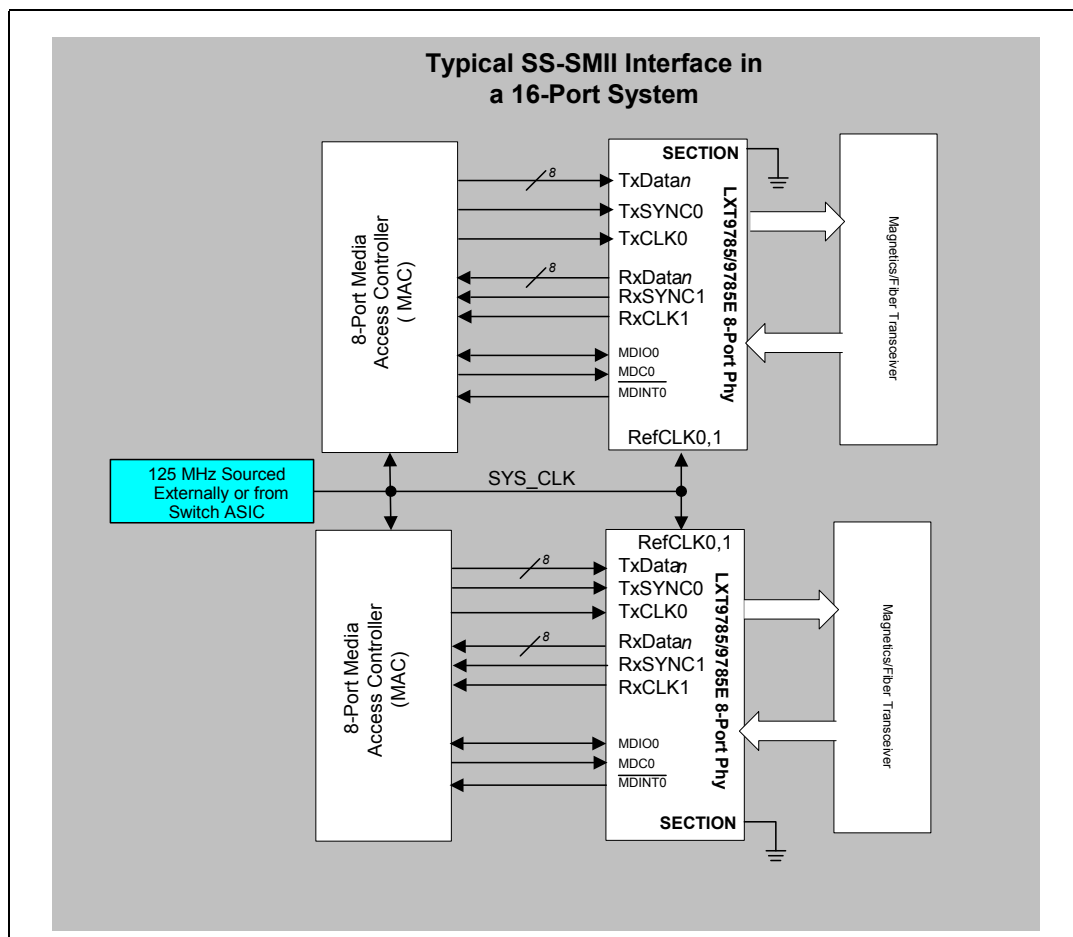 Typical SS-SMII Interface in
a 16-Port System
8-Port Media
Access Controller
( MAC)
8
8
SECTION
TxDatan
TxSYNC0
TxCLK0
RxDatan
RxSYNC1
RxCLK1
MDIO0
MDC0
MDINT0
RefCLK0,1
LXT9785/9785E 8-Port Phy
Magnetics/Fiber Transceiver
125 MHz Sourced
Externally or from
Switch ASIC
SYS_CLK
8-Port Media
Access Controller
(MAC)
8
8
RefCLK0,1
TxDatan
TxSYNC0
TxCLK0
RxDatan
RxSYNC1
RxCLK1
MDIO0
MDC0
MDINT0
SECTION
LXT9785/9785E 8-Port Phy
Magnetics/Fiber Transceiver